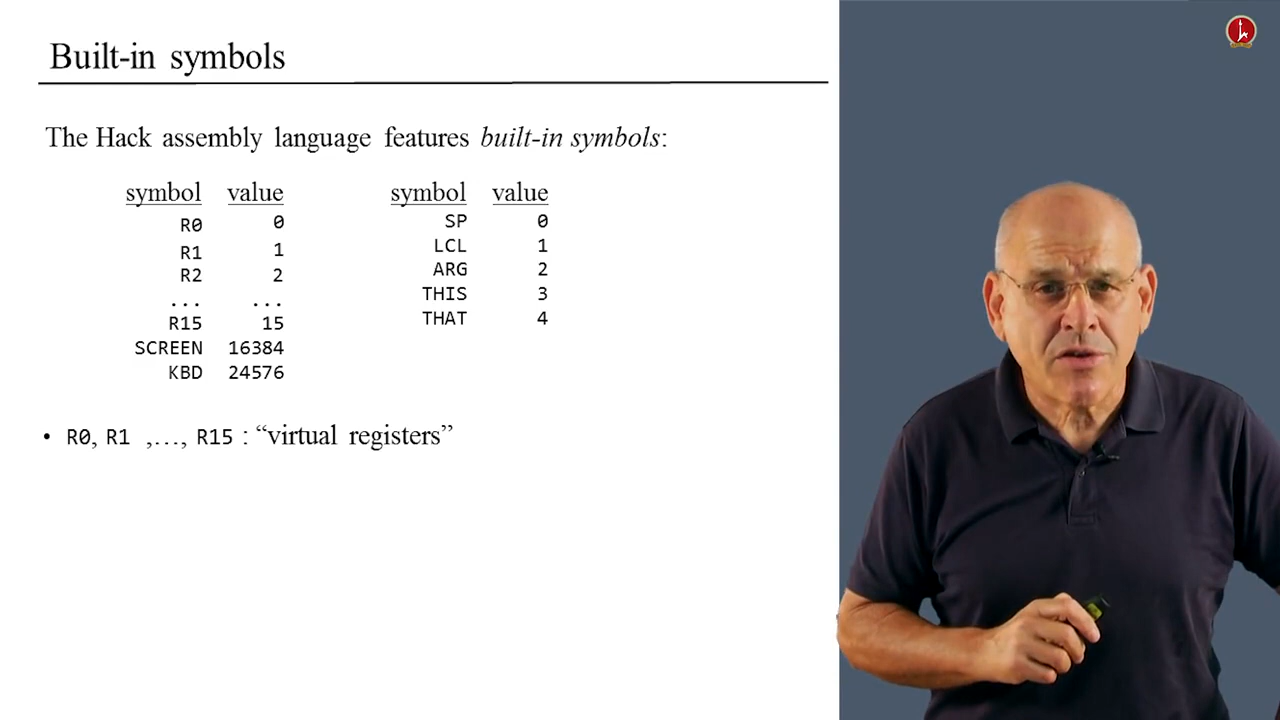 Built-in symbols
The Hack assembly language features built-in symbols:
symbol value symbol value
R0 0 SP 0
R1 1 LCL 1
R2 2 ARG 2
... ... THIS 3
R15 15 THAT 4
SCREEN 16384
KBD 24576
• R0, R1 ,…, R15 : “virtual registers”